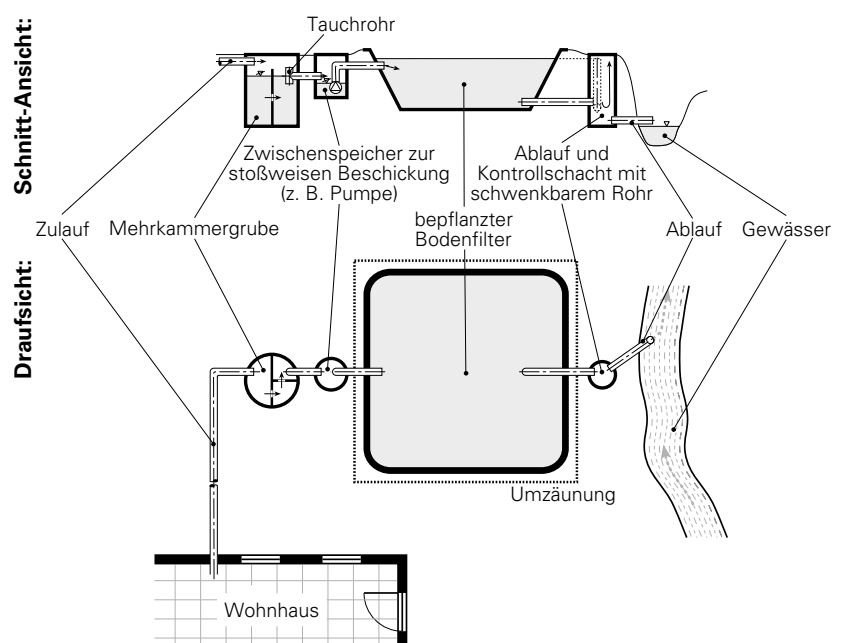 Schnitt-Ansicht:
Tauchrohr
Zwischenspeicher zur
stoßweisen Beschickung
(z. B. Pumpe)
Ablauf und
Kontrollschacht mit
schwenkbarem Rohr
Zulauf
Mehrkammergrube
bepflanzter
Bodenfilter
Ablauf
Gewässer
Draufsicht:
Umzäunung
Wohnhaus